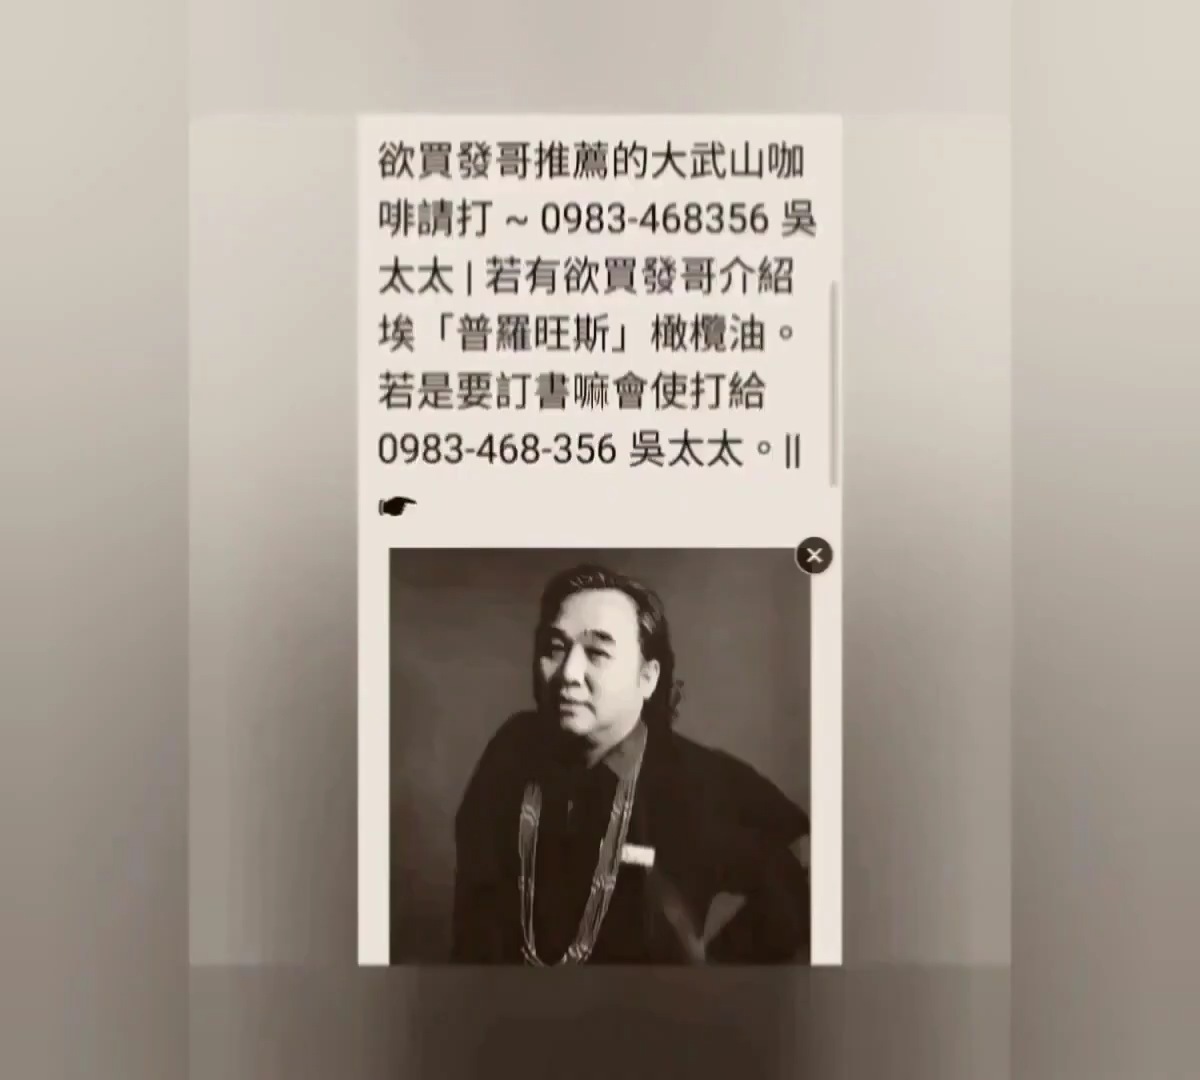 欲買發哥推薦的大武山咖
啡請打 ~ 0983-468356 吳
太太 | 若有欲買發哥介紹
埃「普羅旺斯」橄欖油。
若是要訂書嘛會使打給
0983-468-356 吳太太。||